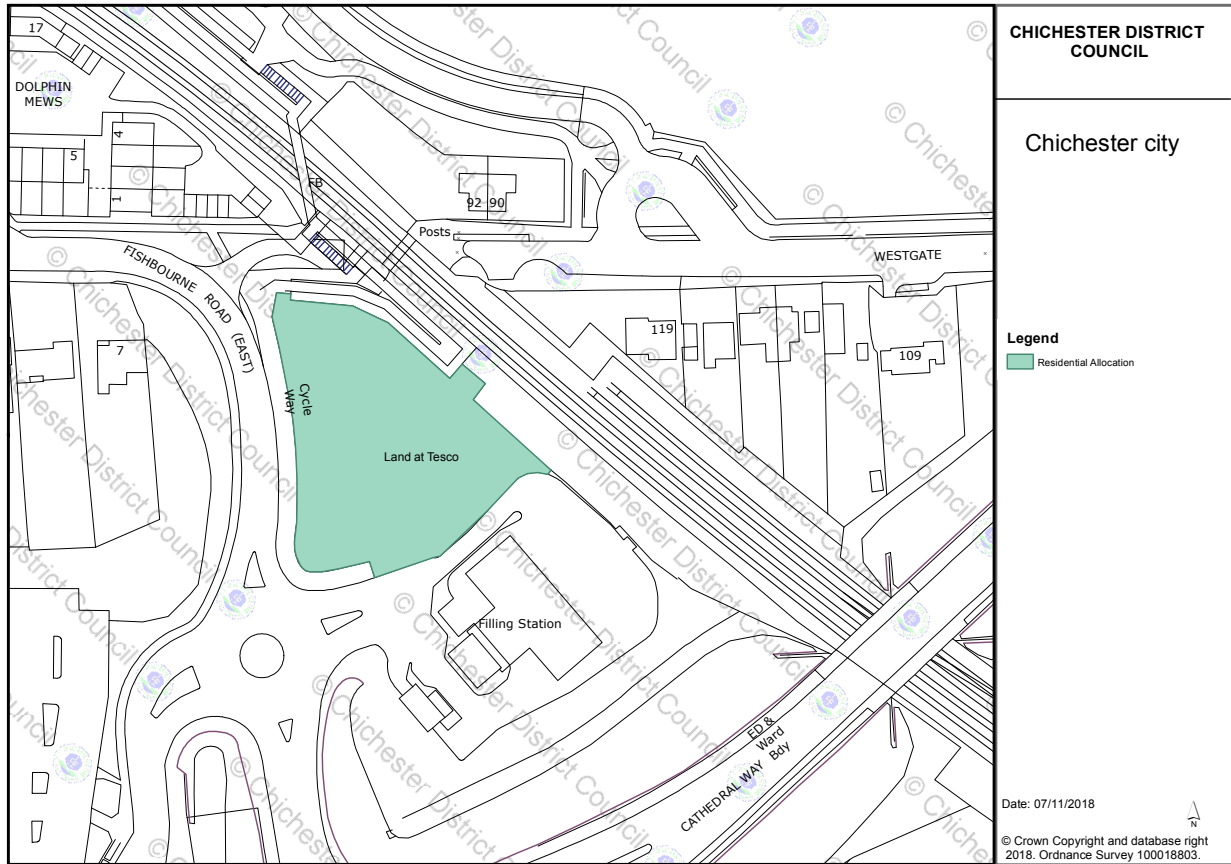 17
DOLPHIN
MEWS
5
4
1
FB
92 90
Posts
WESTGATE
FISHBOURNE ROAD (EAST)
7
119
109
Cycle
Way
Land at Tesco
Filling Station
ED &
Ward
Bdy
CATHEDRAL WAY
© Chichester District Council
CHICHESTER DISTRICT
COUNCIL
Chichester city
Legend
Residential Allocation
Date: 07/11/2018
N
© Crown Copyright and database right
2018. Ordnance Survey 100018803.